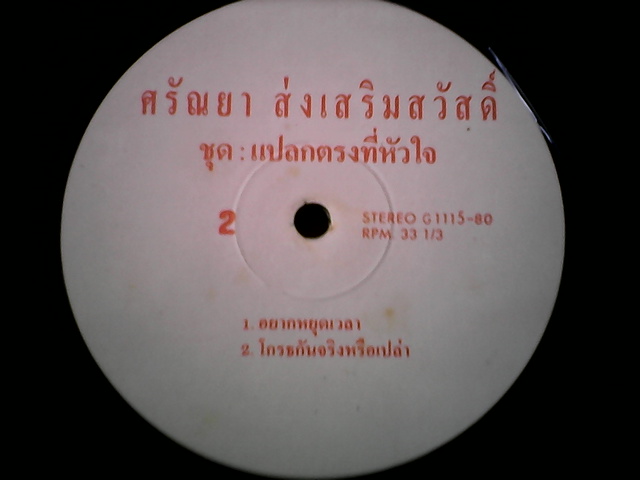 ศรัณยา ส่งเสริมสวัสดิ์
ชุด : แปลกตรงที่หัวใจ
2
STEREO G1115-80
RPM. 33 1/3
1. อยากหยุดเวลา
2. โกรธกันจริงหรือเปล่า